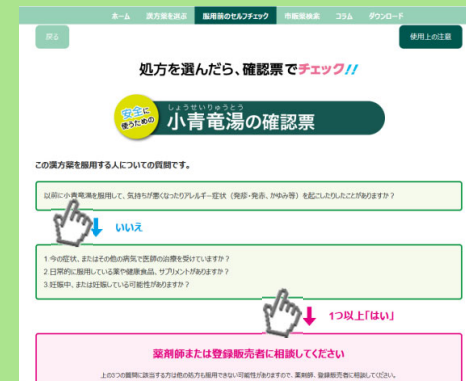 ホーム 漢方薬を選ぶ 服用前のセルフチェック 市販薬検索 コラム ダウンロード
戻る
使用上の注意
処方を選んだら、確認票でチェック!!
安全に使うための
しょうせいりゅうとう
小青竜湯の確認票
この漢方薬を服用する人についての質問です。
以前に小青竜湯を服用して、気持ちが悪くなったりアレルギー症状（発疹・発赤、かゆみ等）を起こしたりしたことがありますか？
いいえ
1.今の症状、またはその他の病気で医師の治療を受けていますか？
2.日常的に服用している薬や健康食品、サプリメントがありますか？
3.妊娠中、または妊娠している可能性がありますか？
1つ以上「はい」
薬剤師または登録販売者に相談してください
上の3つの質問に該当する方は他の処方も服用できない可能性がありますので、薬剤師、登録販売者に相談してください。